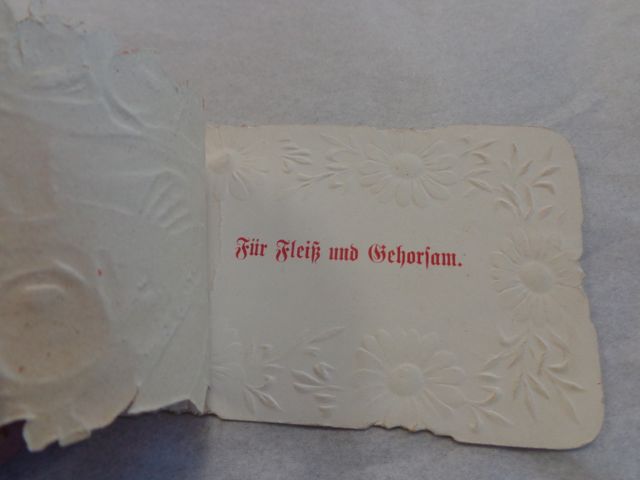 Für Fleiß und Gehorsam.